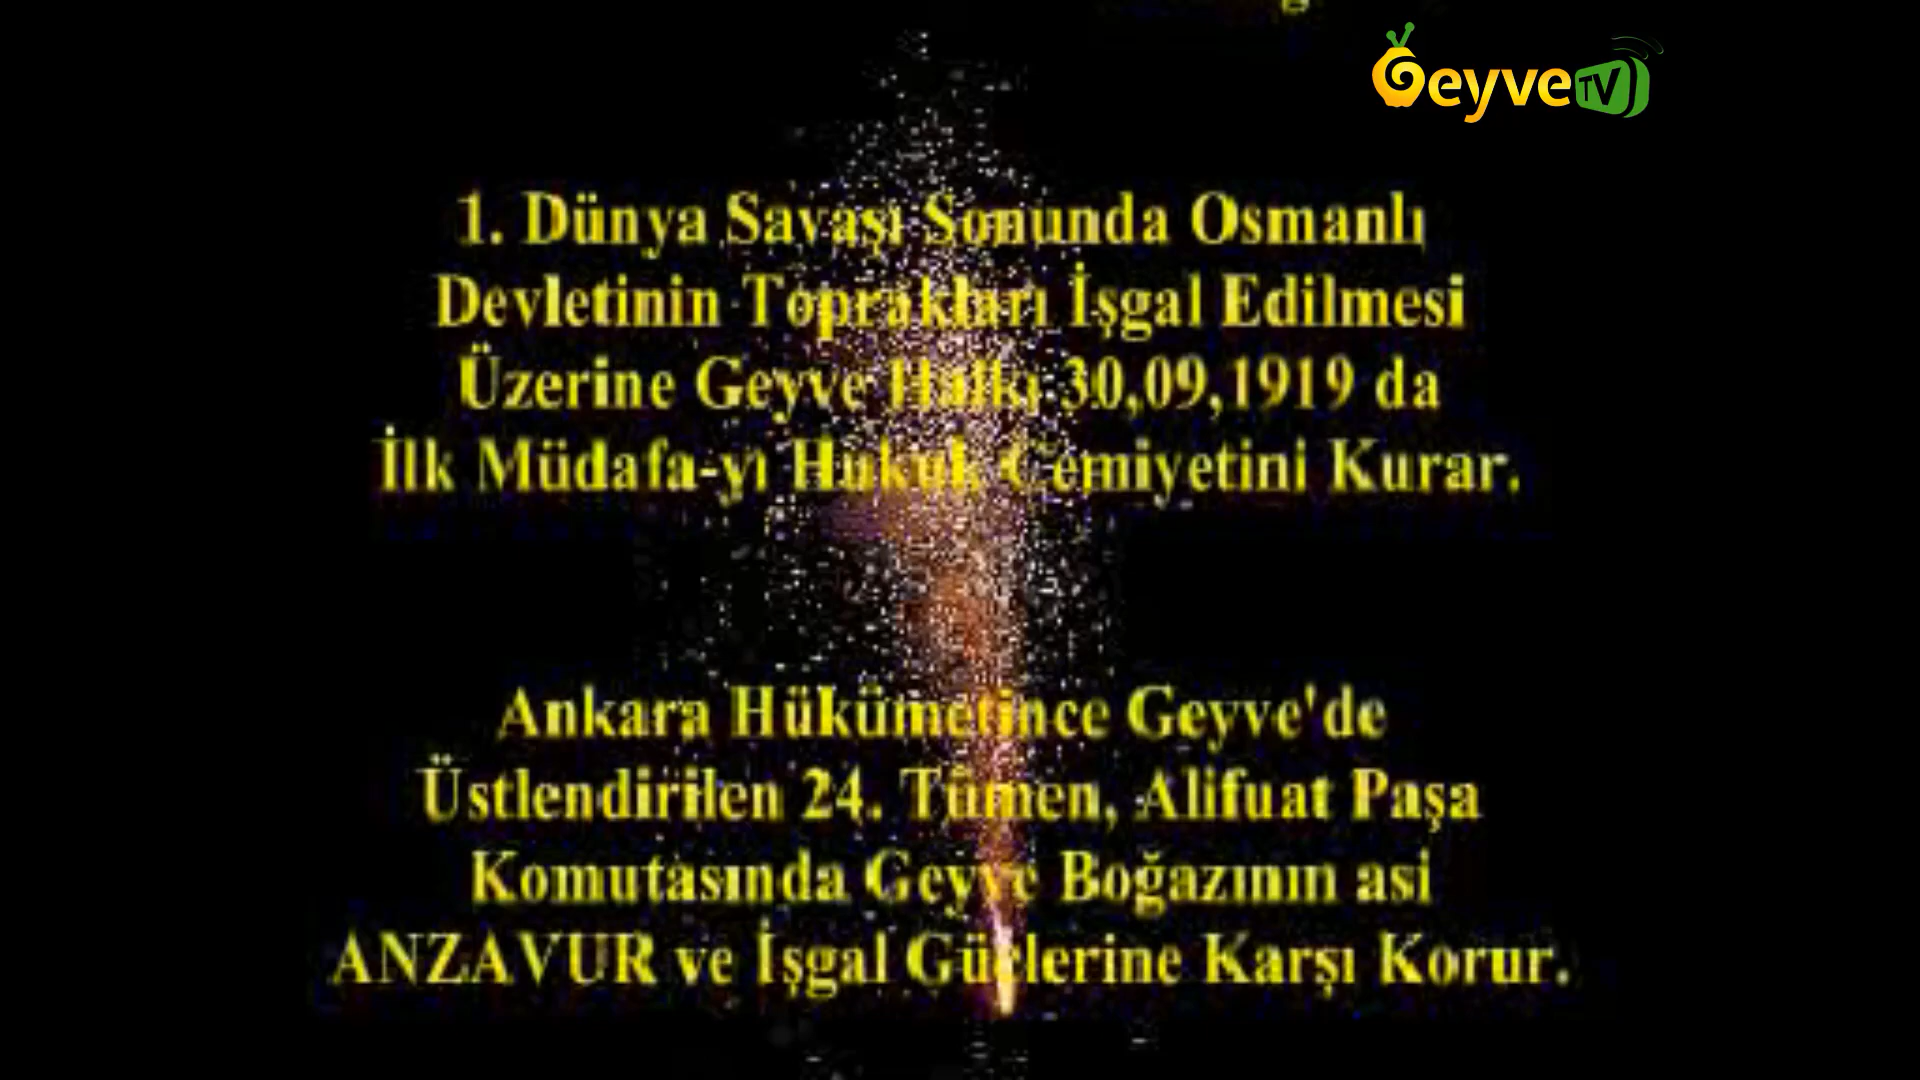 Geyve TV
1. Dünya Savaşı Sonunda Osmanlı
Devletinin Toprakları İşgal Edilmesi
Üzerine Geyve Halkı 30,09,1919 da
İlk Müdafa-yı Hukuk Cemiyetini Kurar.
Ankara Hükümetince Geyve'de
Üstlendirilen 24. Tümen, Alifuat Paşa
Komutasında Geyve Boğazının asi
ANZAVUR ve İşgal Güçlerine Karşı Korur.